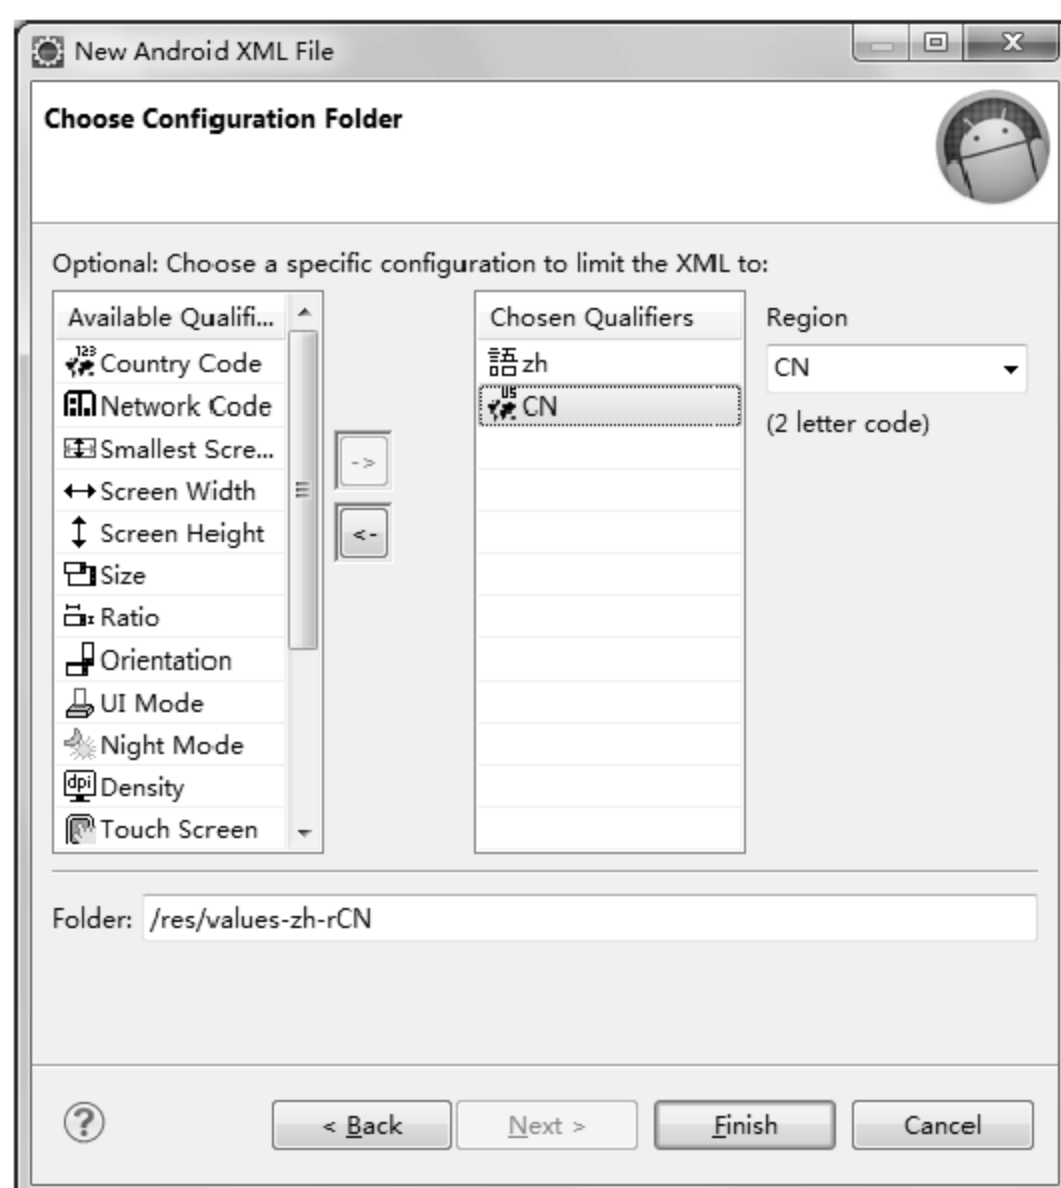 New Android XML File
Choose Configuration Folder
Optional: Choose a specific configuration to limit the XML to:
Available Qualifi...
Country Code
Network Code
Smallest Scre...
Screen Width
Screen Height
Size
Ratio
Orientation
UI Mode
Night Mode
dpi Density
Touch Screen
->
<-
Chosen Qualifiers
語 zh
US CN
Region
CN
(2 letter code)
Folder: /res/values-zh-rCN
?
< Back
Next >
Finish
Cancel